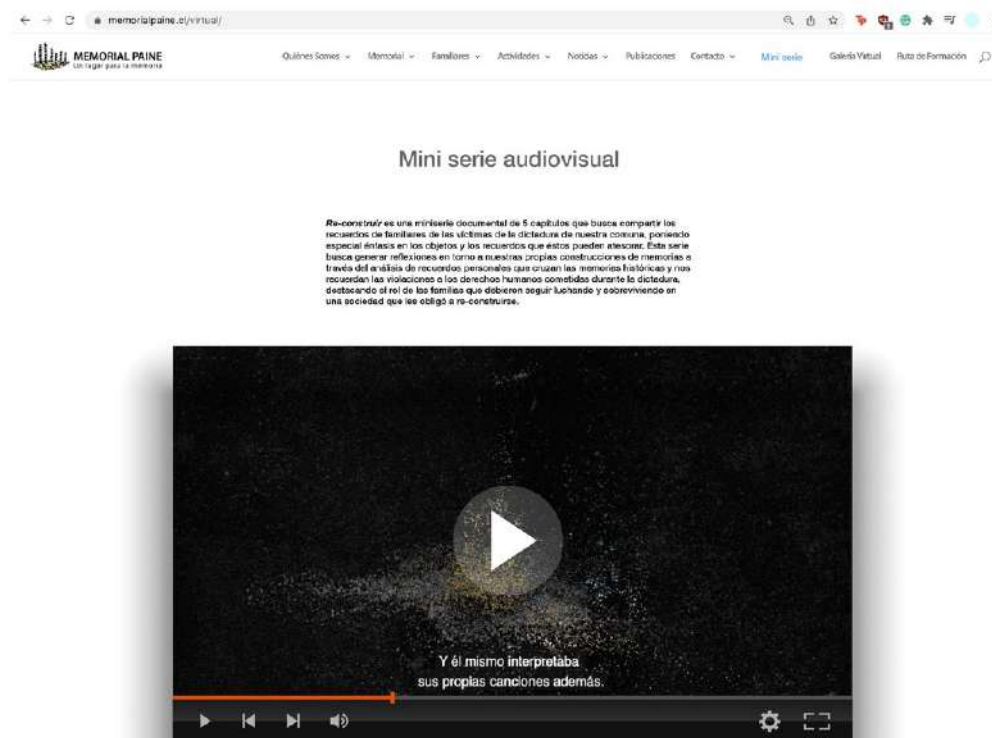 memorialpaine.cl/virtual/
MEMORIAL PAINE
Un lugar para la memoria
Quiénes Somos Memorial Familiares Actividades Noticias Publicaciones Contacto Mini serie Galería Virtual Ruta de Formación
Mini serie audiovisual
Re-construir es una miniserie documental de 5 capítulos que busca compartir los
recuerdos de familiares de las víctimas de la dictadura de nuestra comuna, poniendo
especial énfasis en los objetos y los recuerdos que éstos pueden atesorar. Esta serie
busca generar reflexiones en torno a nuestras propias construcciones de memorias a
través del análisis de recuerdos personales que cruzan las memorias históricas y nos
recuerdan las violaciones a los derechos humanos cometidas durante la dictadura,
destacando el rol de las familias que debieron seguir luchando y sobreviviendo en
una sociedad que les obligó a re-construirse.
Y él mismo interpretaba
sus propias canciones además.